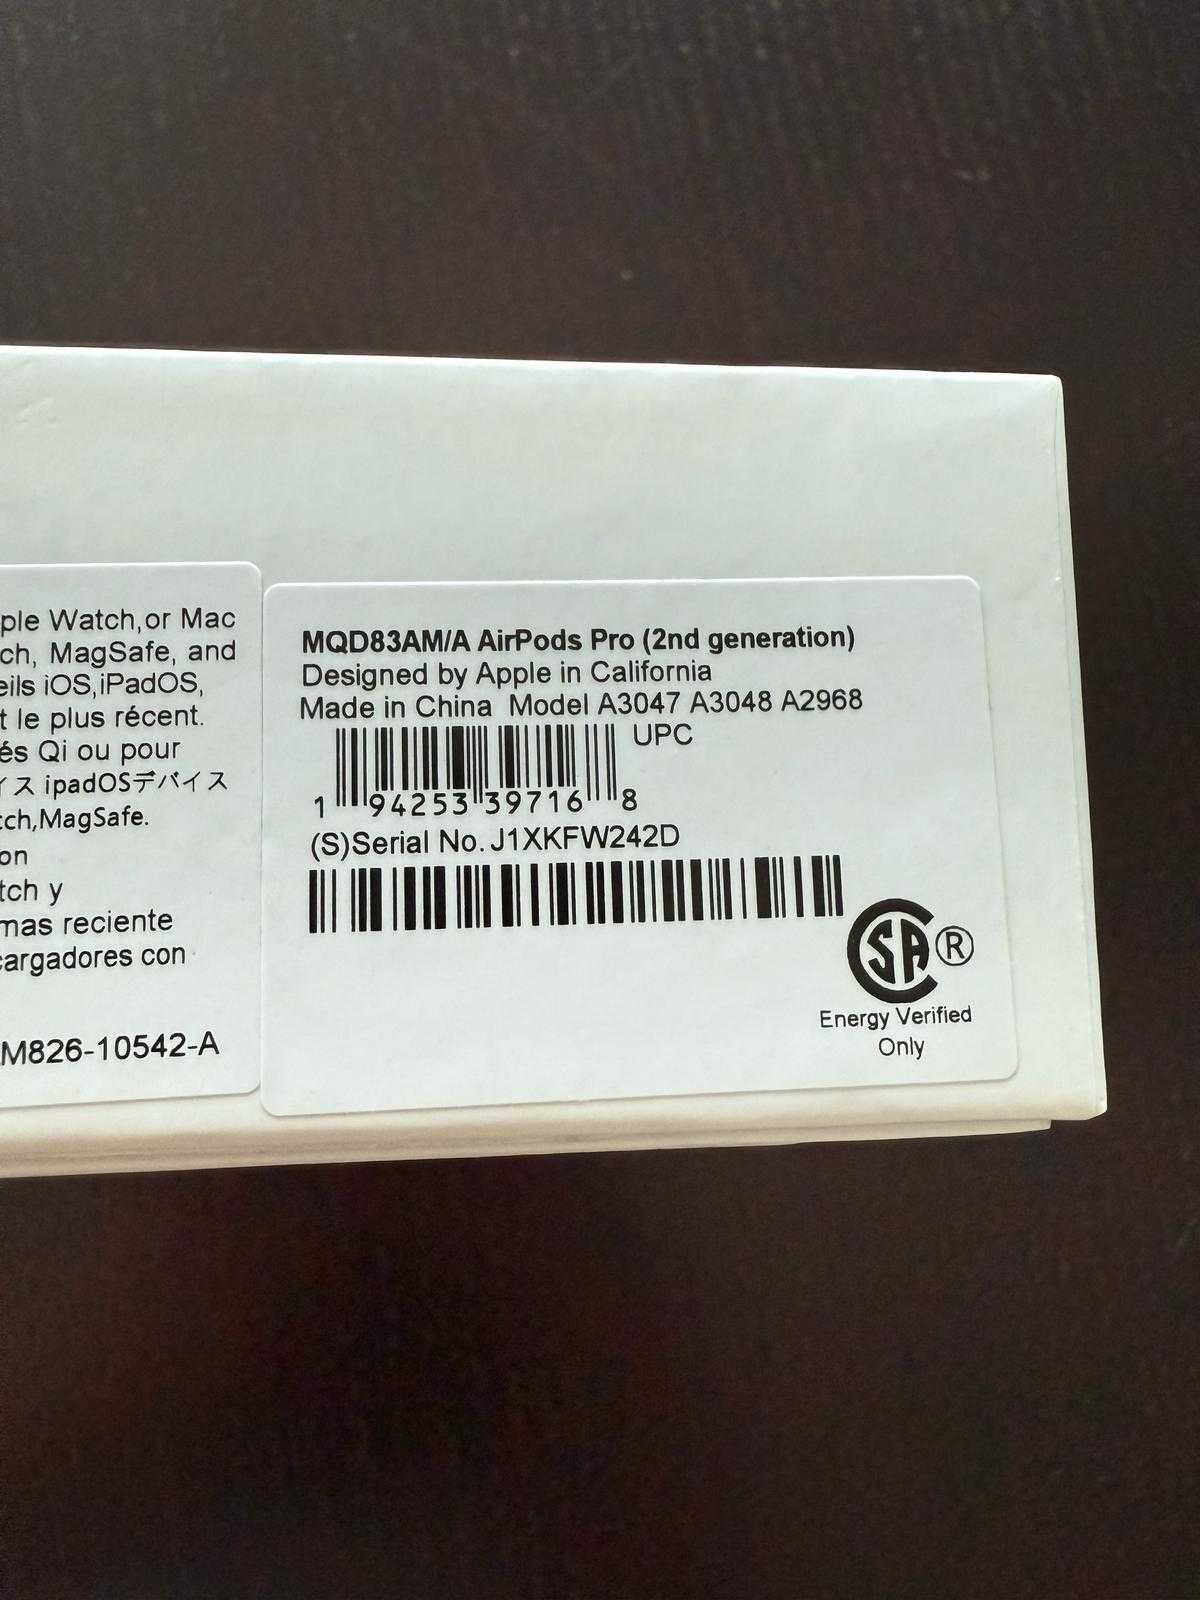 ple Watch,or Mac
ch, MagSafe, and
eils iOS,iPadOS,
t le plus récent.
és Qi ou pour
イス ipadOSデバイス
tch,MagSafe.
on
tch y
mas reciente
cargadores con
M826-10542-A
MQD83AM/A AirPods Pro (2nd generation)
Designed by Apple in California
Made in China Model A3047 A3048 A2968
UPC
1 94253 39716 8
(S)Serial No. J1XKFW242D
SA ®
Energy Verified
Only